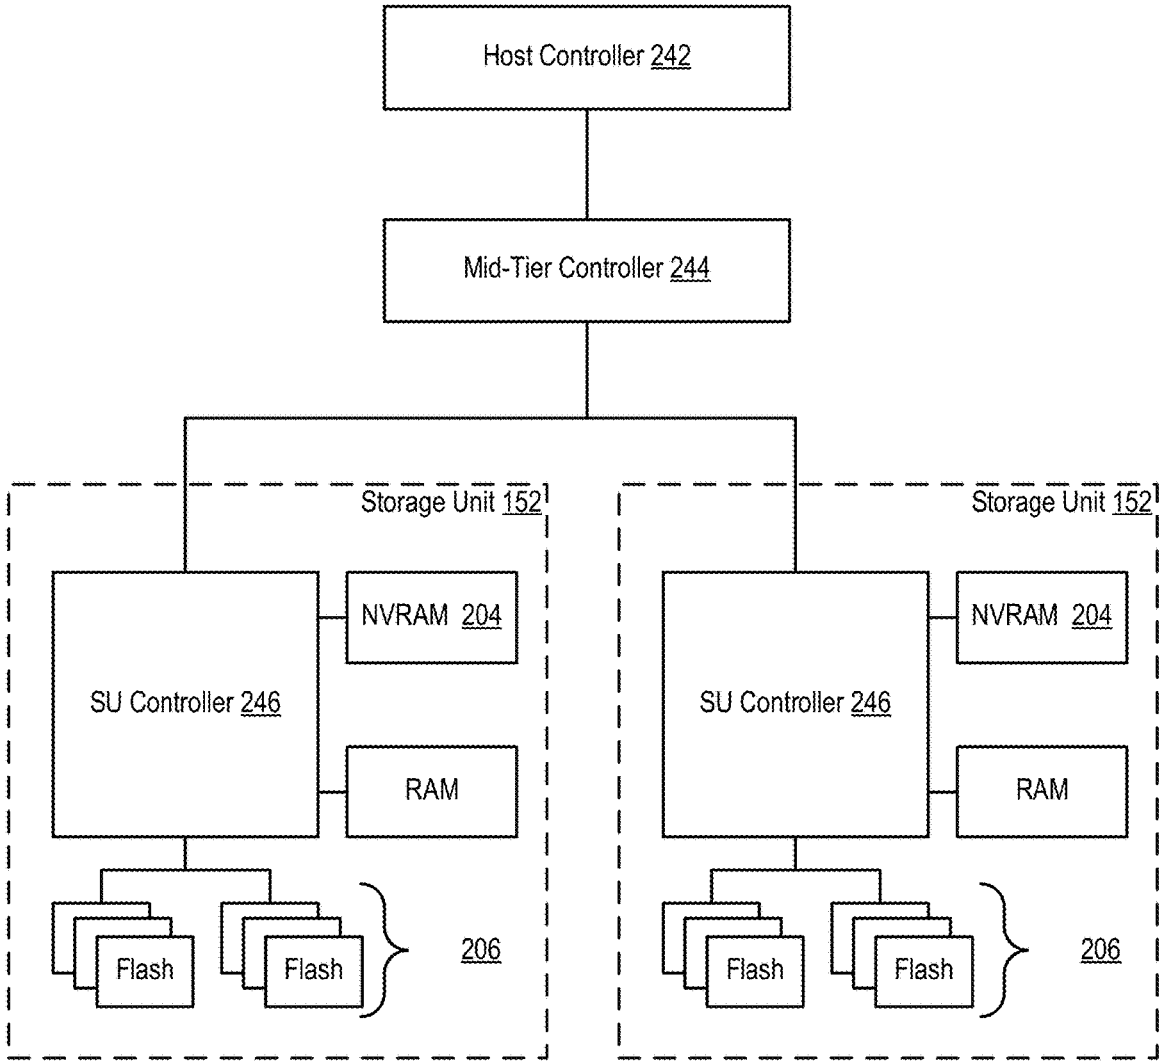 Host Controller 242
Mid-Tier Controller 244
Storage Unit 152
NVRAM 204
SU Controller 246
RAM
Flash
Flash
206
Storage Unit 152
NVRAM 204
SU Controller 246
RAM
Flash
Flash
206